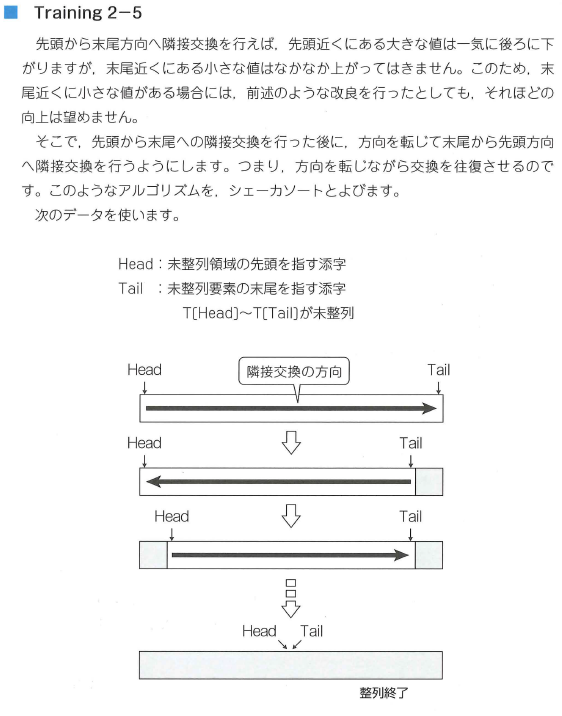 Training 2−5
先頭から末尾方向へ隣接交換を行えば，先頭近くにある大きな値は一気に後ろに下
がりますが，末尾近くにある小さな値はなかなか上がってはきません。このため，末
尾近くに小さな値がある場合には，前述のような改良を行ったとしても，それほどの
向上は望めません。
そこで，先頭から末尾への隣接交換を行った後に，方向を転じて末尾から先頭方向
へ隣接交換を行うようにします。つまり，方向を転じながら交換を往復させるので
す。このようなアルゴリズムを，シェーカソートとよびます。
次のデータを使います。
Head：未整列領域の先頭を指す添字
Tail ：未整列要素の末尾を指す添字
T[Head]〜T[Tail]が未整列
Head 隣接交換の方向 Tail
Head Tail
Head Tail
Head Tail
整列終了